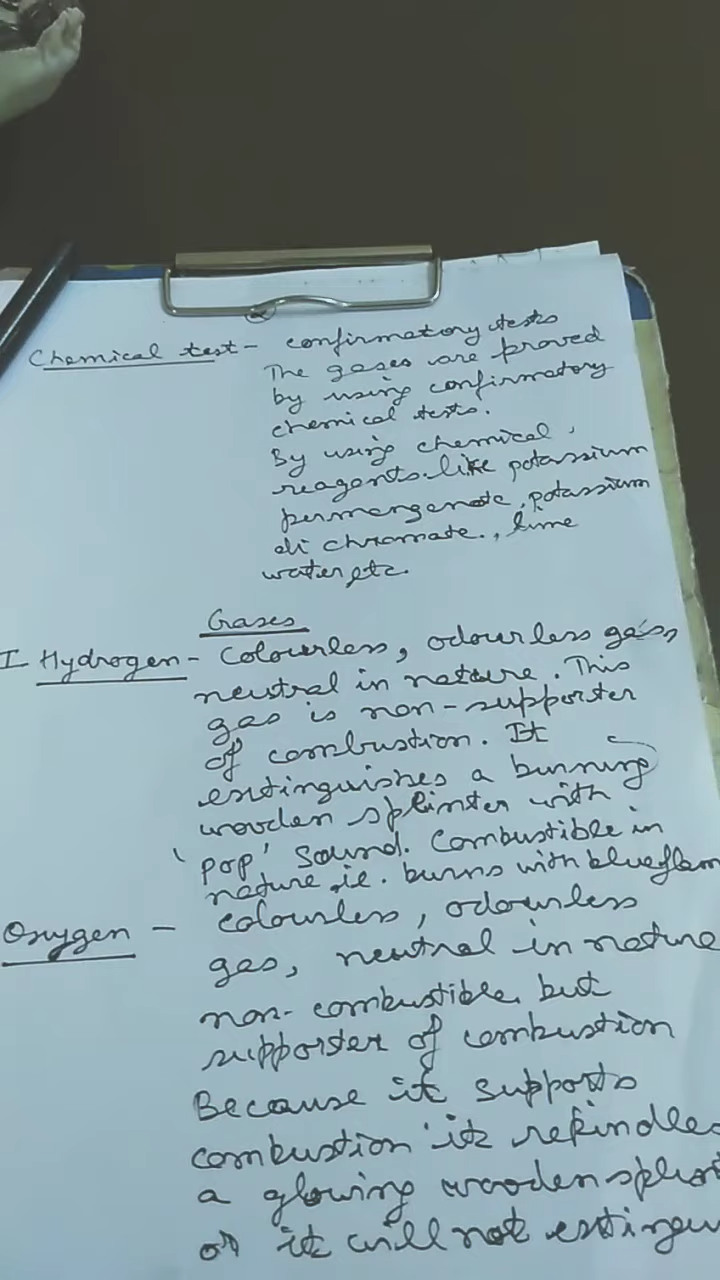 Chemical test - confirmatory tests
The gases are proved
by using confirmatory
chemical tests.
By using chemical
reagents like potassium
permanganate, potassium
di chromate., lime
water etc.
Gases
I Hydrogen - Colourless, odourless gas,
neutral in nature. This
gas is non-supporter
of combustion. It
extinguishes a burning
wooden splinter with
'pop' sound. Combustible in
nature ie. burns with blue flam
Oxygen - colourless, odourless
gas, neutral in nature
non-combustible but
supporter of combustion
Because it supports
combustion it rekindles
a glowing wooden
or it will not